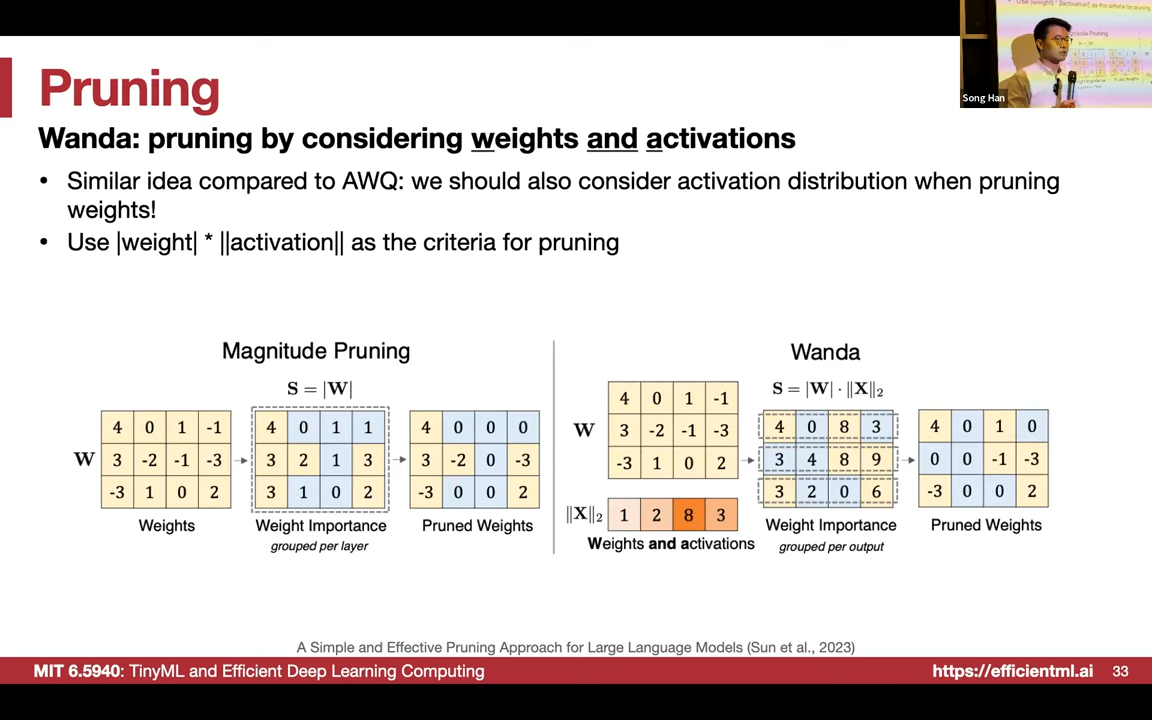 Use |weight| * ||activation|| as the criteria for pruning
Song Han
Pruning
Wanda: pruning by considering weights and activations
• Similar idea compared to AWQ: we should also consider activation distribution when pruning
weights!
• Use |weight| * ||activation|| as the criteria for pruning
Magnitude Pruning
S = |W|
W
4 0 1 -1
3 -2 -1 -3
-3 1 0 2
Weights
4 0 1 1
3 2 1 3
3 1 0 2
Weight Importance
grouped per layer
4 0 0 0
3 -2 0 -3
-3 0 0 2
Pruned Weights
Wanda
W
4 0 1 -1
3 -2 -1 -3
-3 1 0 2
||X||₂ 1 2 8 3
Weights and activations
S = |W| · ||X||₂
4 0 8 3
3 4 8 9
3 2 0 6
Weight Importance
grouped per output
4 0 1 0
0 0 -1 -3
-3 0 0 2
Pruned Weights
A Simple and Effective Pruning Approach for Large Language Models (Sun et al., 2023)
MIT 6.5940: TinyML and Efficient Deep Learning Computing
https://efficientml.ai 33